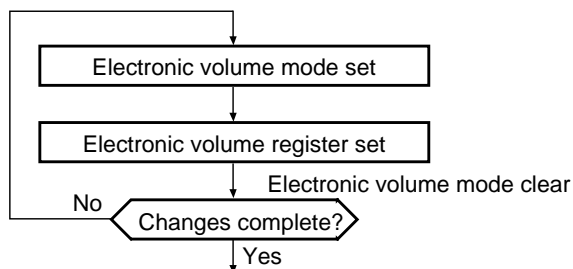 Electronic volume mode set
Electronic volume register set
Electronic volume mode clear
No
Changes complete?
Yes